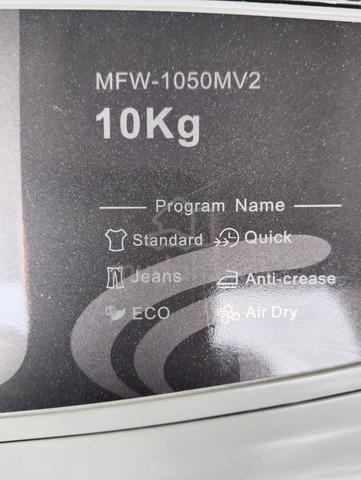 MFW-1050MV2
10Kg
Program Name
Standard Quick
Jeans Anti-crease
ECO Air Dry